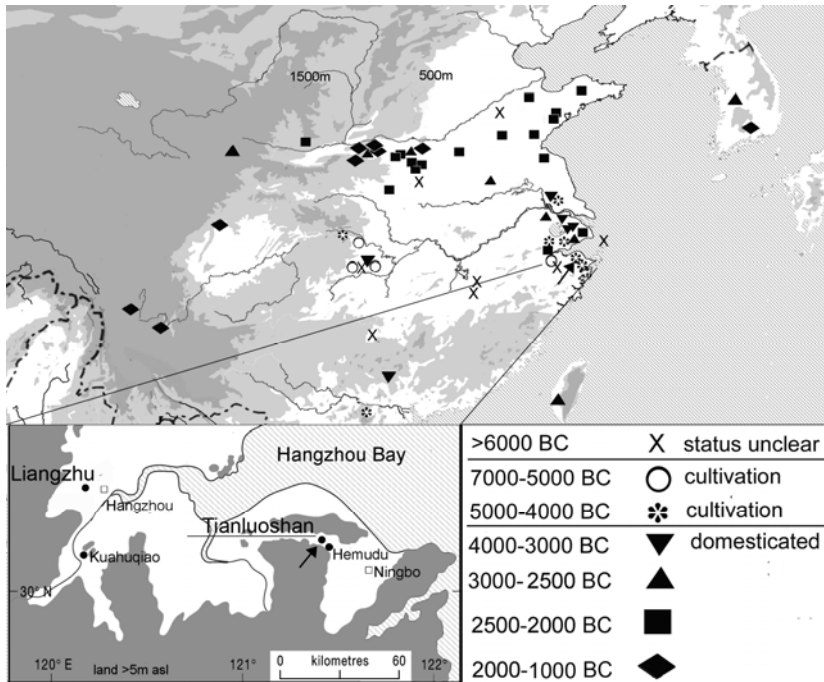 1500m
500m
Hangzhou Bay
Liangzhu
Hangzhou
Tianluoshan
Kuahuqiao
Hemudu
Ningbo
30° N
120° E
land >5m asl
121°
0 kilometres 60
122°
>6000 BC X status unclear
7000-5000 BC cultivation
5000-4000 BC cultivation
4000-3000 BC domesticated
3000-2500 BC
2500-2000 BC
2000-1000 BC